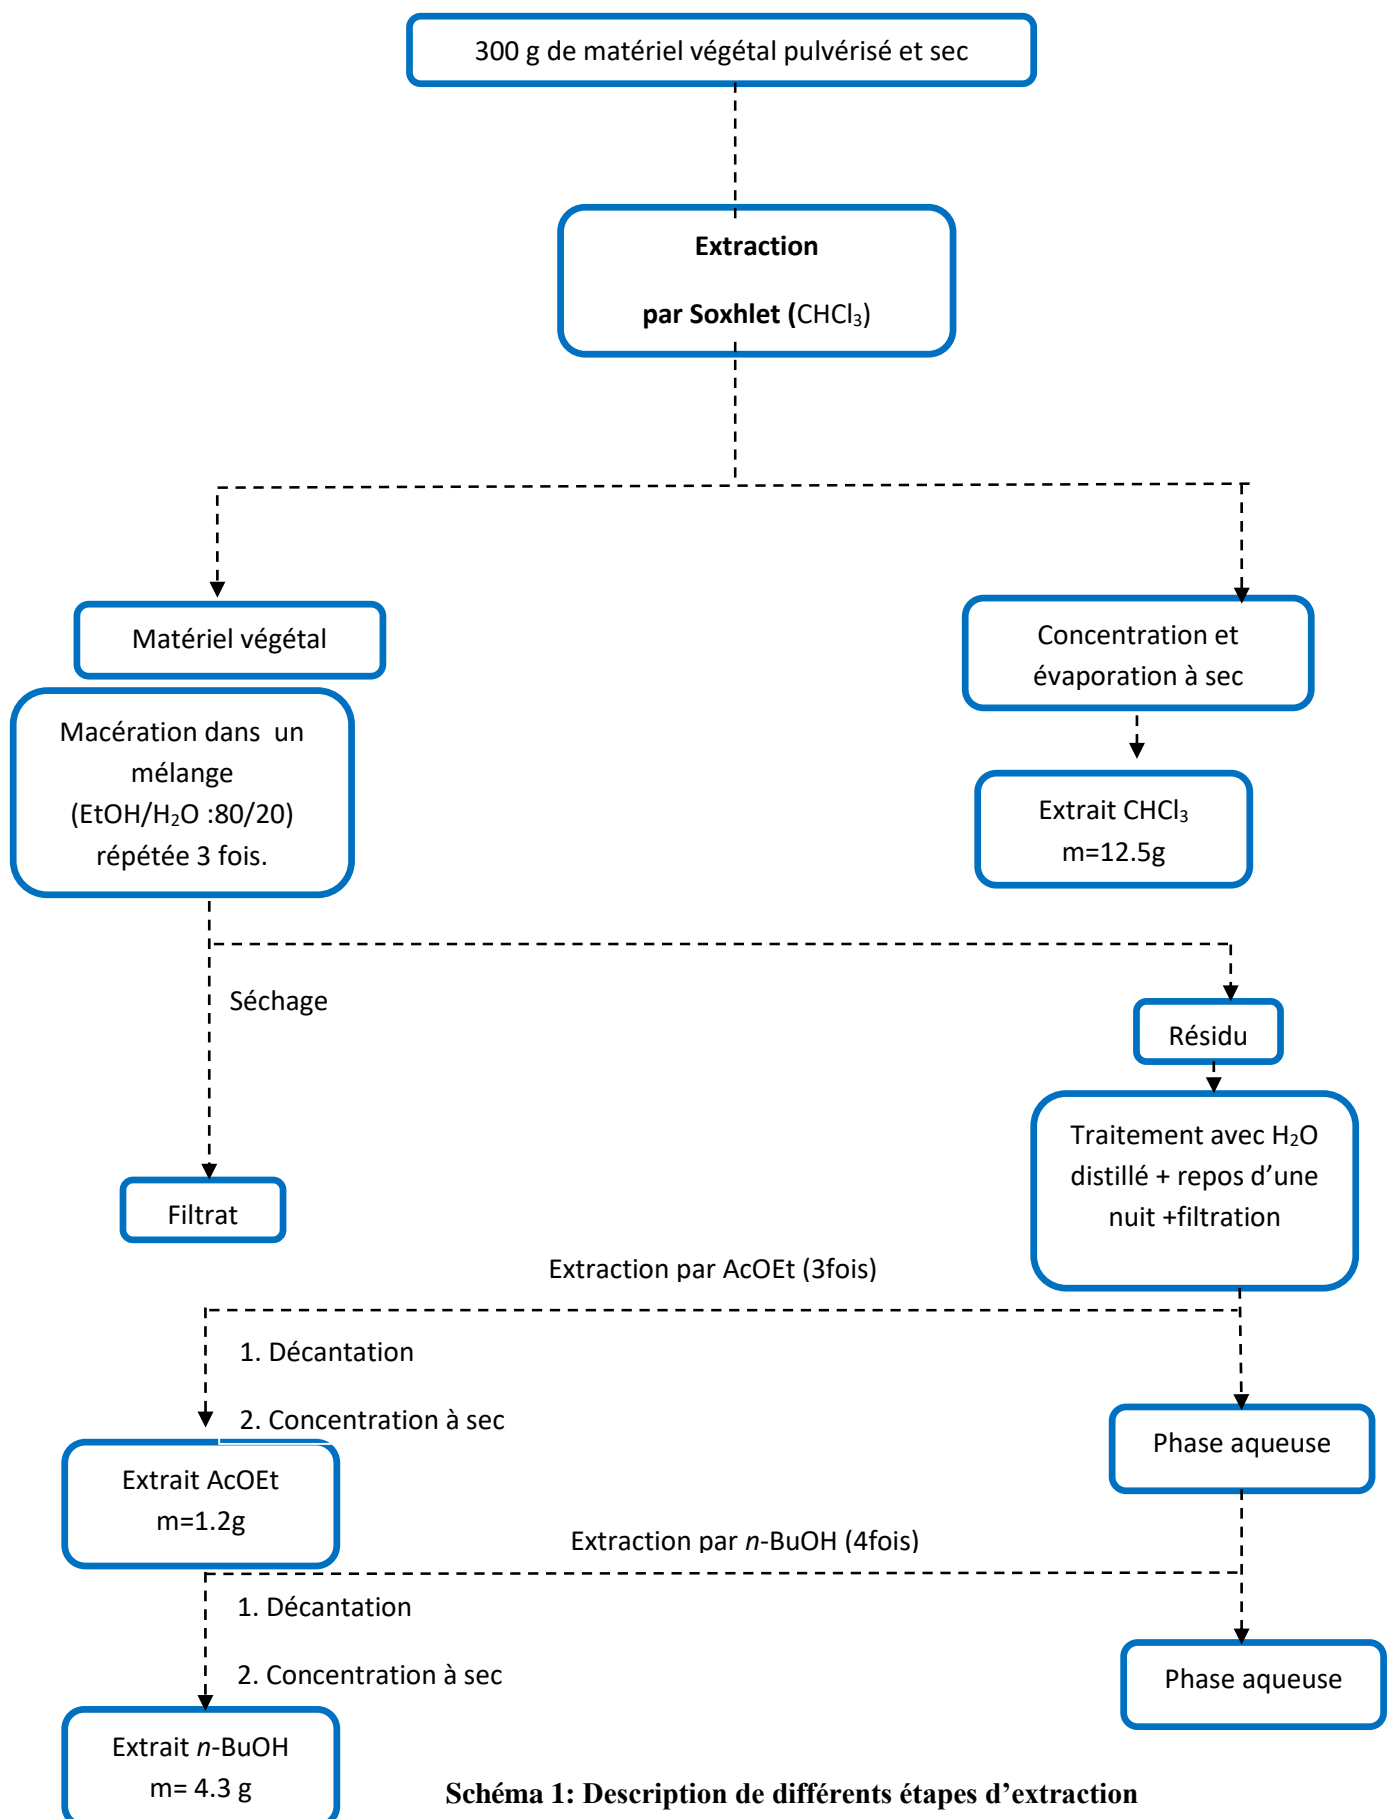 300 g de matériel végétal pulvérisé et sec
Extraction
par Soxhlet (CHCl₃)
Matériel végétal
Concentration et
évaporation à sec
Macération dans un
mélange
(EtOH/H₂O :80/20)
répétée 3 fois.
Extrait CHCl₃
m=12.5g
Séchage
Résidu
Traitement avec H₂O
distillé + repos d’une
nuit +filtration
Filtrat
Extraction par AcOEt (3fois)
1. Décantation
2. Concentration à sec
Phase aqueuse
Extrait AcOEt
m=1.2g
Extraction par n-BuOH (4fois)
1. Décantation
2. Concentration à sec
Phase aqueuse
Extrait n-BuOH
m= 4.3 g
Schéma 1: Description de différents étapes d’extraction